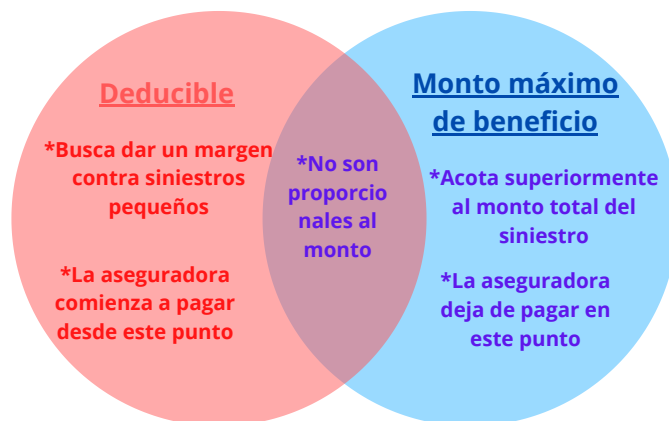 Deducible
*Busca dar un margen
contra siniestros
pequeños
*La aseguradora
comienza a pagar
desde este punto
*No son
proporcio
nales al
monto
Monto máximo
de beneficio
*Acota superiormente
al monto total del
siniestro
*La aseguradora
deja de pagar en
este punto